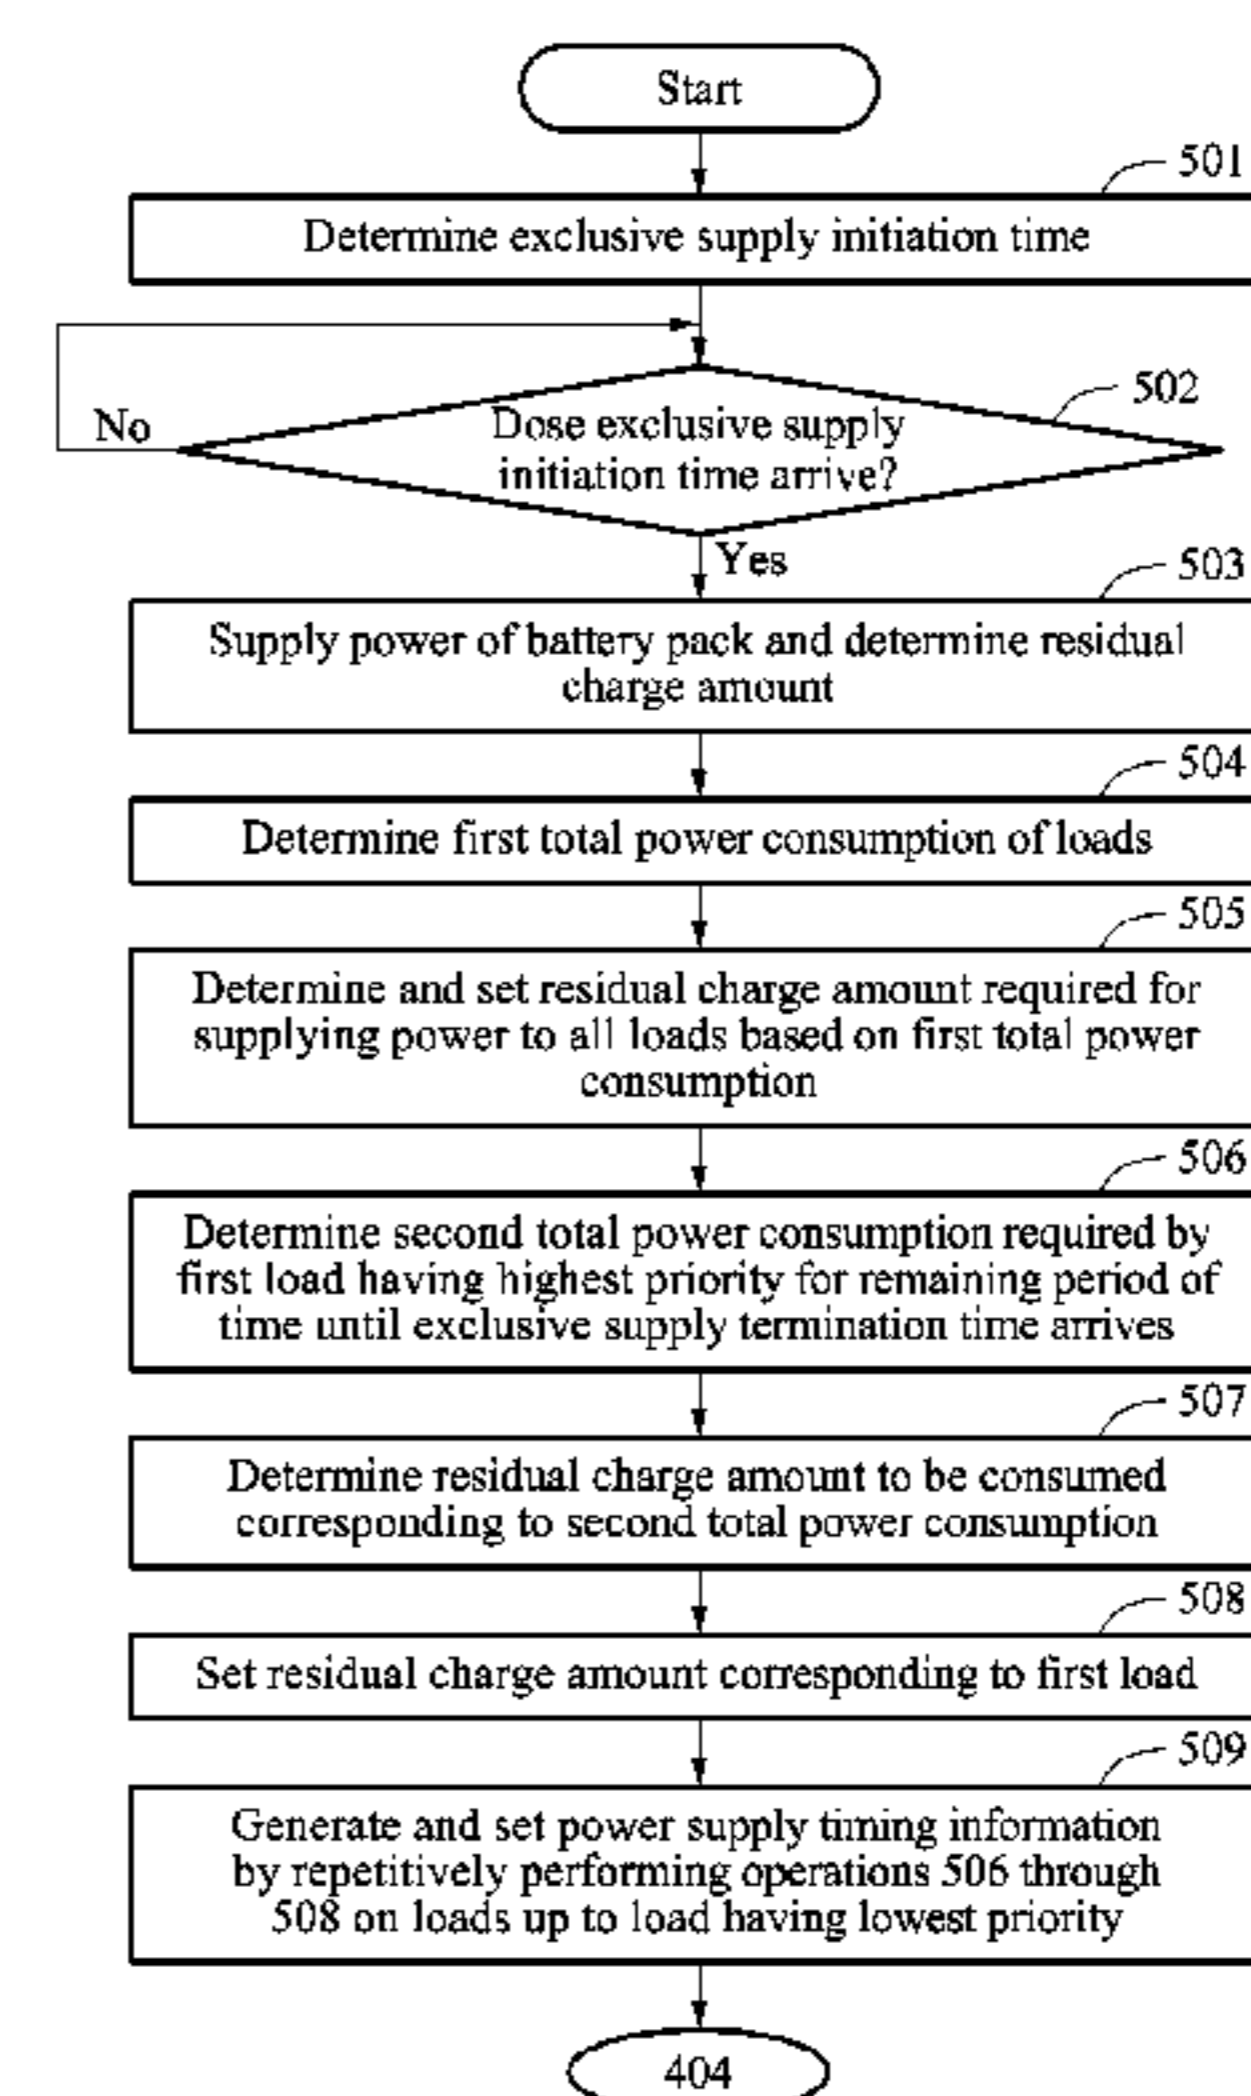 Start
501
Determine exclusive supply initiation time
502
No
Dose exclusive supply
initiation time arrive?
Yes
503
Supply power of battery pack and determine residual
charge amount
504
Determine first total power consumption of loads
505
Determine and set residual charge amount required for
supplying power to all loads based on first total power
consumption
506
Determine second total power consumption required by
first load having highest priority for remaining period of
time until exclusive supply termination time arrives
507
Determine residual charge amount to be consumed
corresponding to second total power consumption
508
Set residual charge amount corresponding to first load
509
Generate and set power supply timing information
by repetitively performing operations 506 through
508 on loads up to load having lowest priority
404